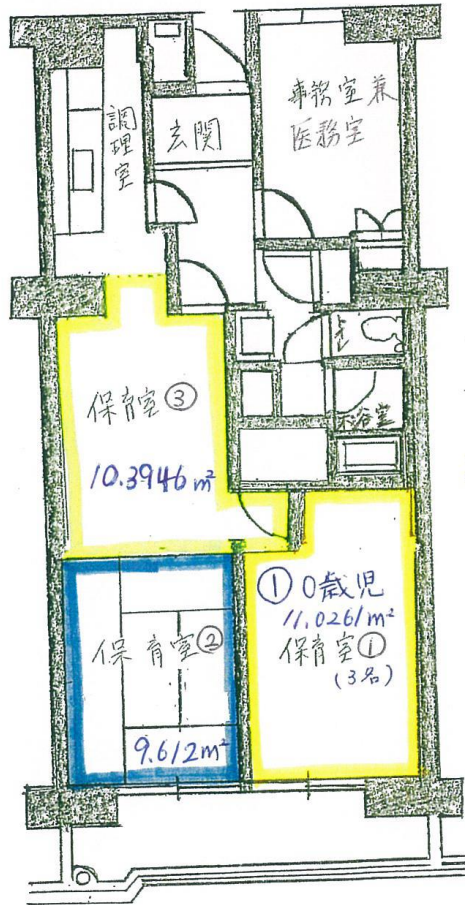 調理室
玄関
事務室兼
医務室
WC
浴室
保育室③
10.3946㎡
①0歳児
11.0261㎡
保育室①
(3名)
保育室②
9.612㎡